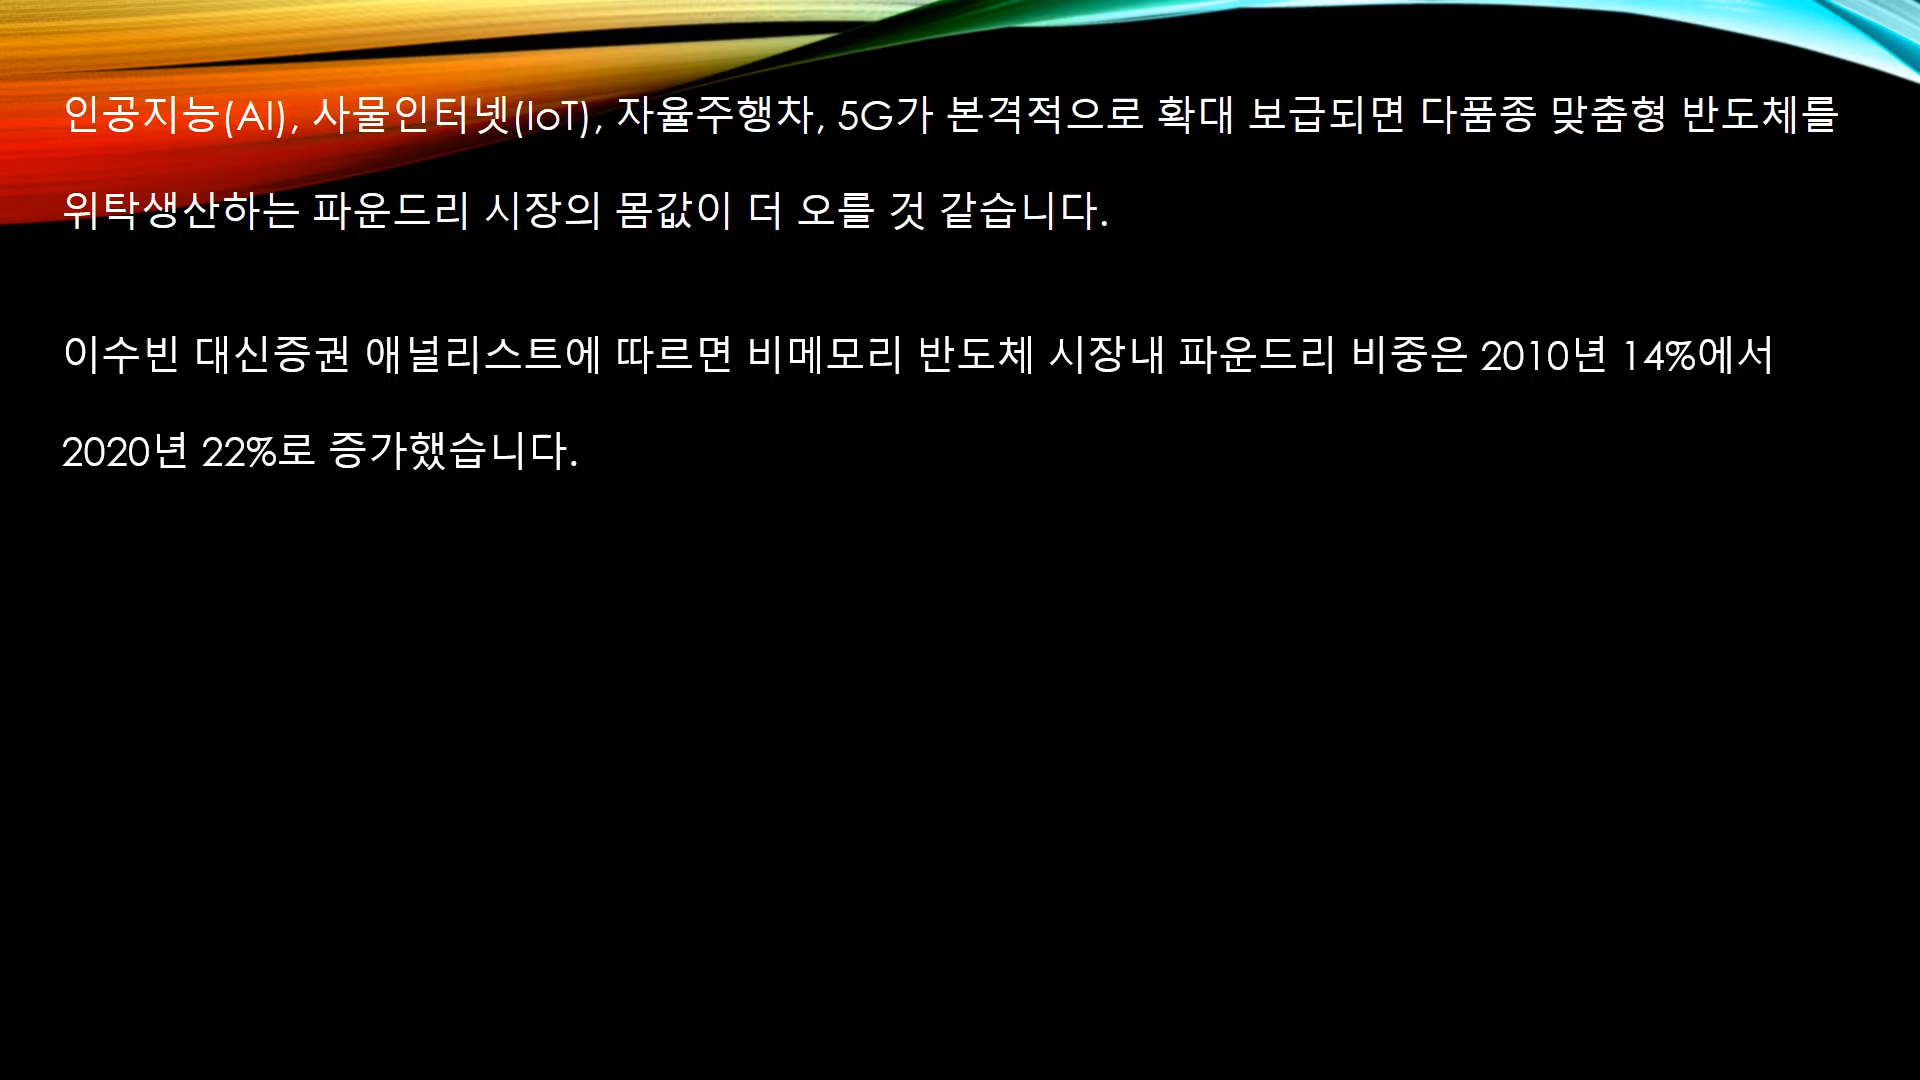 인공지능(AI), 사물인터넷(IoT), 자율주행차, 5G가 본격적으로 확대 보급되면 다품종 맞춤형 반도체를
위탁생산하는 파운드리 시장의 몸값이 더 오를 것 같습니다.
이수빈 대신증권 애널리스트에 따르면 비메모리 반도체 시장내 파운드리 비중은 2010년 14%에서
2020년 22%로 증가했습니다.